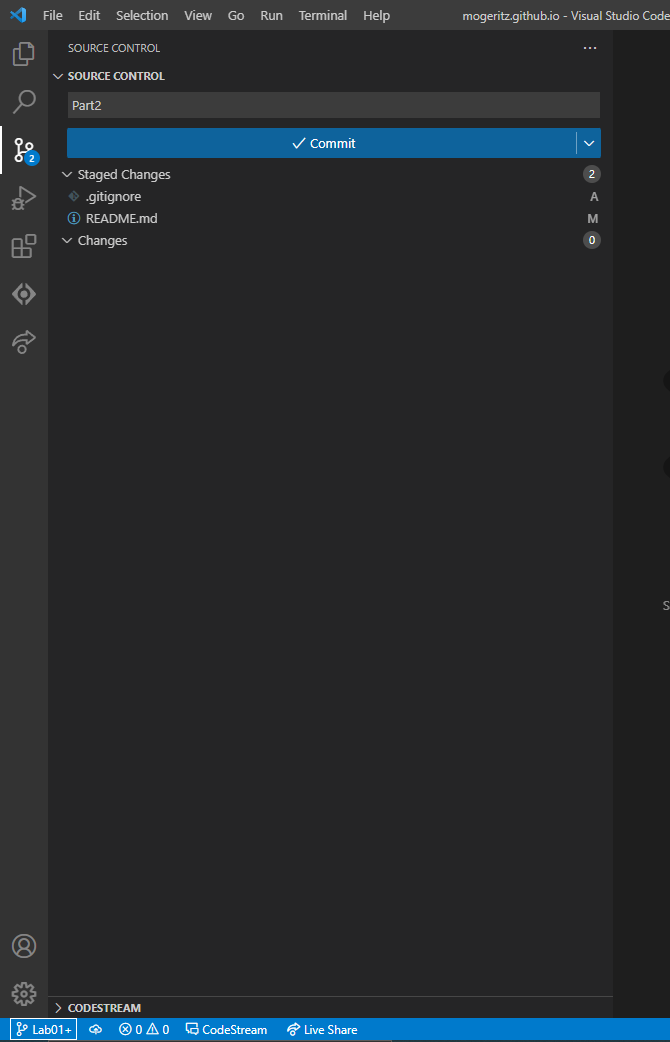 File Edit Selection View Go Run Terminal Help mogeritz.github.io - Visual Studio Code
SOURCE CONTROL ···
SOURCE CONTROL
Part2
Commit
Staged Changes 2
.gitignore A
README.md M
Changes 0
2
S
CODESTREAM
Lab01+ 0 0 CodeStream Live Share